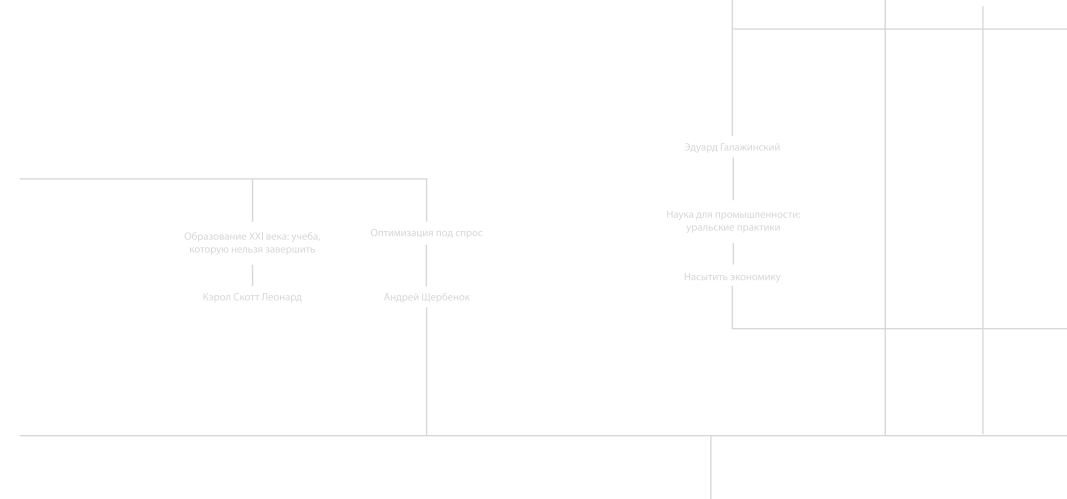 Эдуард Галажинский
Наука для промышленности:
уральские практики
Образование XXI века: учеба,
которую нельзя завершить
Оптимизация под спрос
Насытить экономику
Кэрол Скотт Леонард
Андрей Щербенок